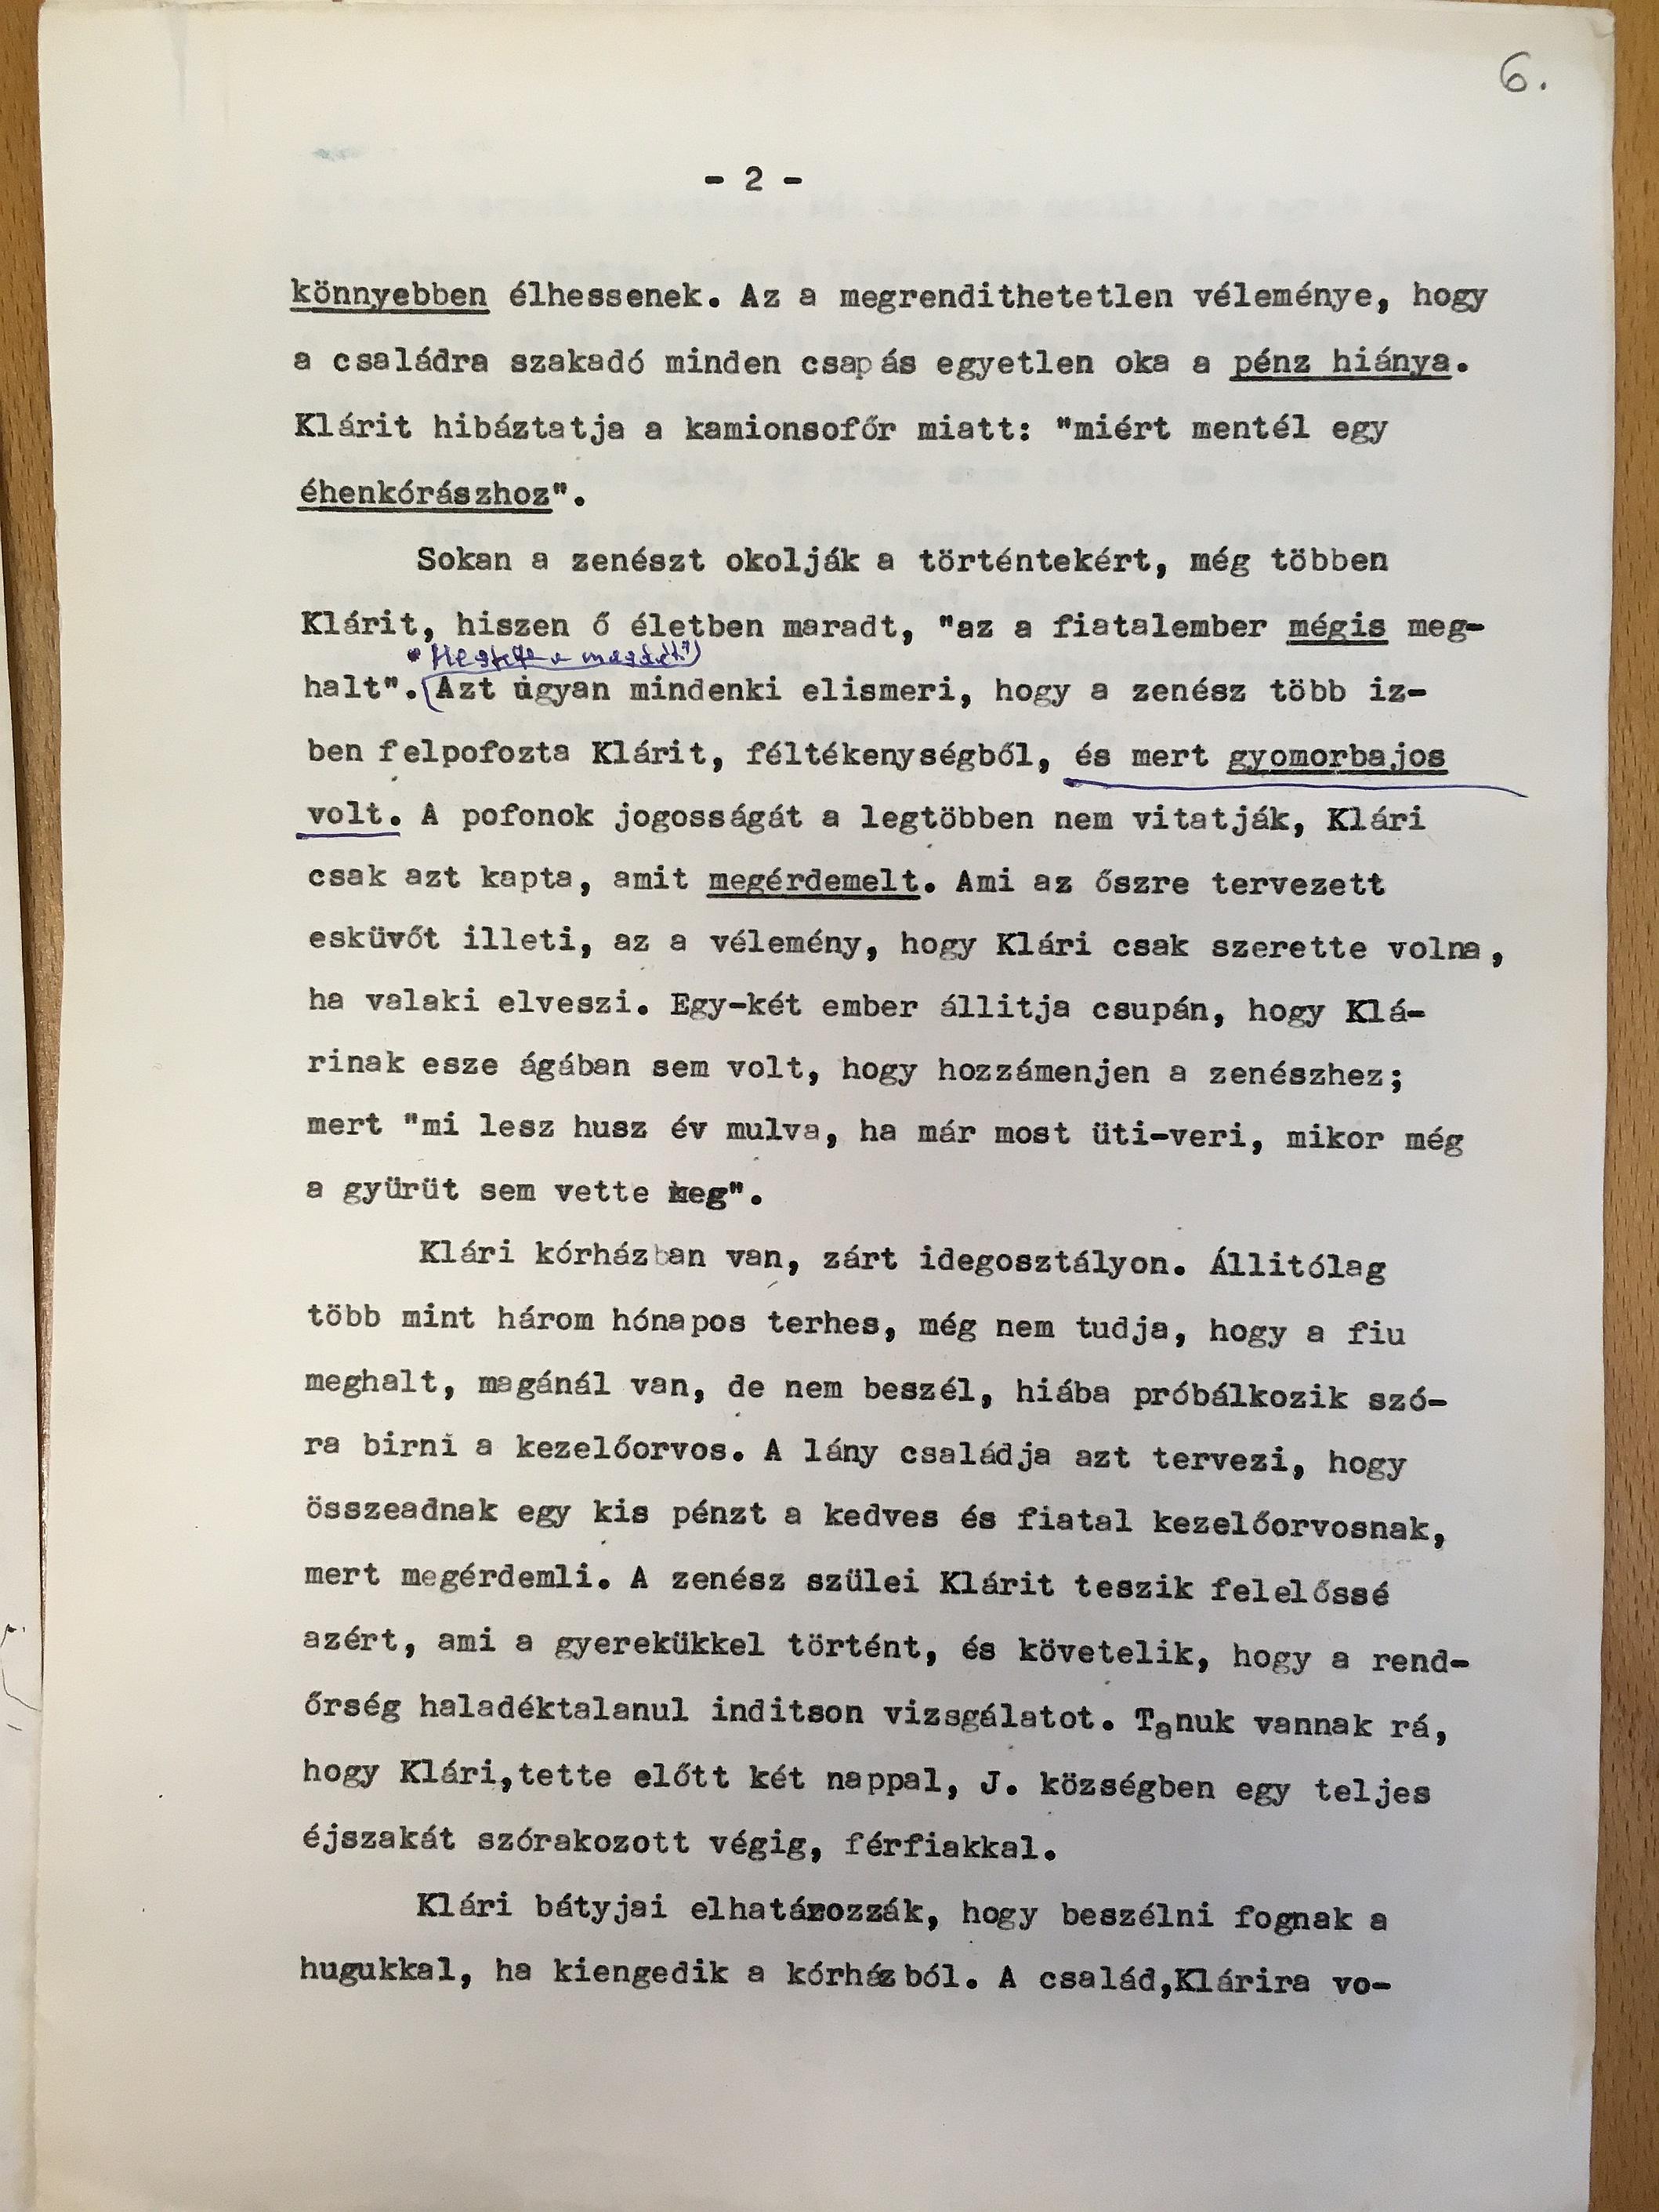 6.
- 2 -
könnyebben élhessenek. Az a megrendithetetlen véleménye, hogy
a családra szakadó minden csapás egyetlen oka a pénz hiánya.
Klárit hibáztatja a kamionsofőr miatt: "miért mentél egy
éhenkórászhoz".
Sokan a zenészt okolják a történtekért, még többen
Klárit, hiszen ő életben maradt, "az a fiatalember mégis meg-
halt". (Azt ugyan mindenki elismeri, hogy a zenész több iz-
ben felpofozta Klárit, féltékenységből, és mert gyomorbajos
volt. A pofonok jogosságát a legtöbben nem vitatják, Klári
csak azt kapta, amit megérdemelt. Ami az őszre tervezett
esküvőt illeti, az a vélemény, hogy Klári csak szerette volna,
ha valaki elveszi. Egy-két ember állitja csupán, hogy Klá-
rinak esze ágában sem volt, hogy hozzámenjen a zenészhez;
mert "mi lesz husz év mulva, ha már most üti-veri, mikor még
a gyürüt sem vette meg".
Klári kórházban van, zárt idegosztályon. Állitólag
több mint három hónapos terhes, még nem tudja, hogy a fiu
meghalt, magánál van, de nem beszél, hiába próbálkozik szó-
ra birni a kezelőorvos. A lány családja azt tervezi, hogy
összeadnak egy kis pénzt a kedves és fiatal kezelőorvosnak,
mert megérdemli. A zenész szülei Klárit teszik felelőssé
azért, ami a gyerekükkel történt, és követelik, hogy a rend-
őrség haladéktalanul inditson vizsgálatot. Tanuk vannak rá,
hogy Klári,tette előtt két nappal, J. községben egy teljes
éjszakát szórakozott végig, férfiakkal.
Klári bátyjai elhatározzák, hogy beszélni fognak a
hugukkal, ha kiengedik a kórházból. A család,Klárira vo-